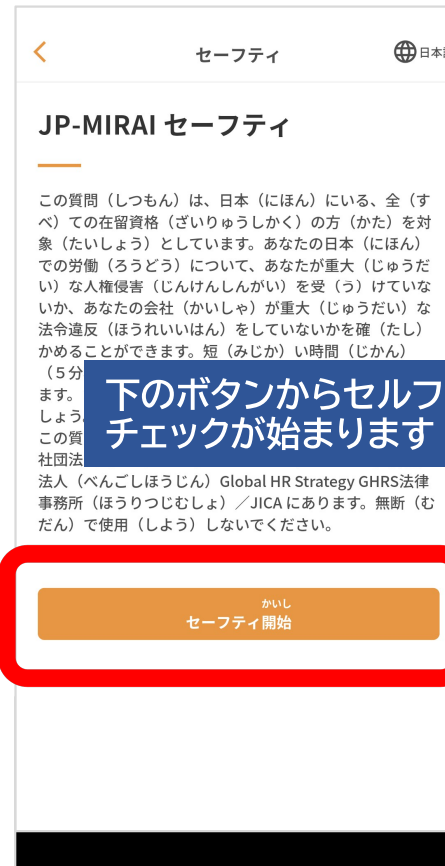 セーフティ
日本
JP-MIRAI セーフティ
この質問（しつもん）は、日本（にほん）にいる、全（す
べ）ての在留資格（ざいりゅうしかく）の方（かた）を対
象（たいしょう）としています。あなたの日本（にほん）
での労働（ろうどう）について、あなたが重大（じゅうだ
い）な人権侵害（じんけんしんがい）を受（う）けていな
いか、あなたの会社（かいしゃ）が重大（じゅうだい）な
法令違反（ほうれいいはん）をしていないかを確（たし）
かめることができます。短（みじか）い時間（じかん）
（５分
ます。
しょう
この質
社団法
下のボタンからセルフ
チェックが始まります
法人（べんごしほうじん）Global HR Strategy GHRS法律
事務所（ほうりつじむしょ）／JICA にあります。無断（む
だん）で使用（しよう）しないでください。
かいし
セーフティ開始